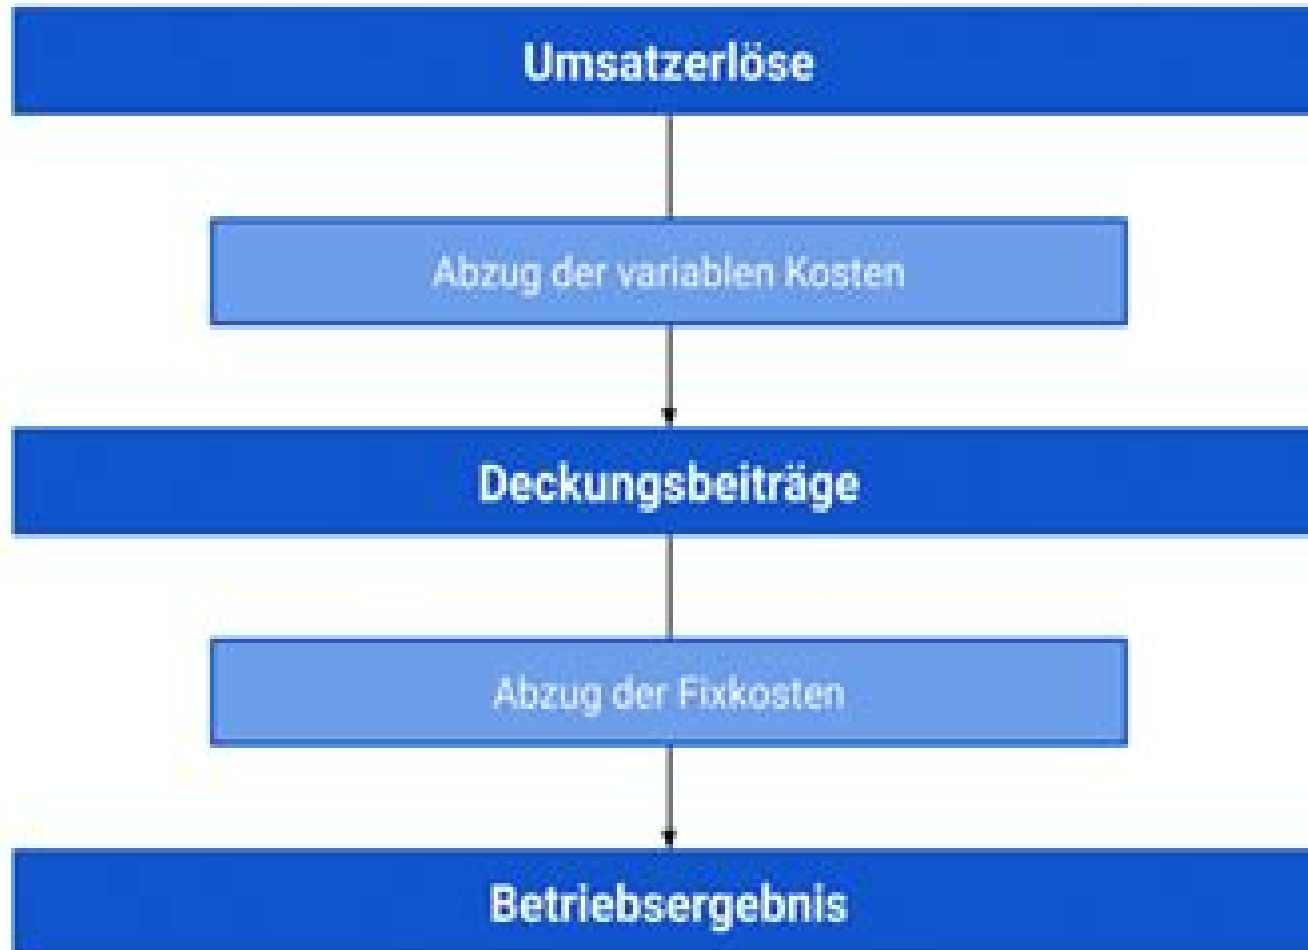 Umsatzerlöse
Abzug der variablen Kosten
Deckungsbeiträge
Abzug der Fixkosten
Betriebsergebnis